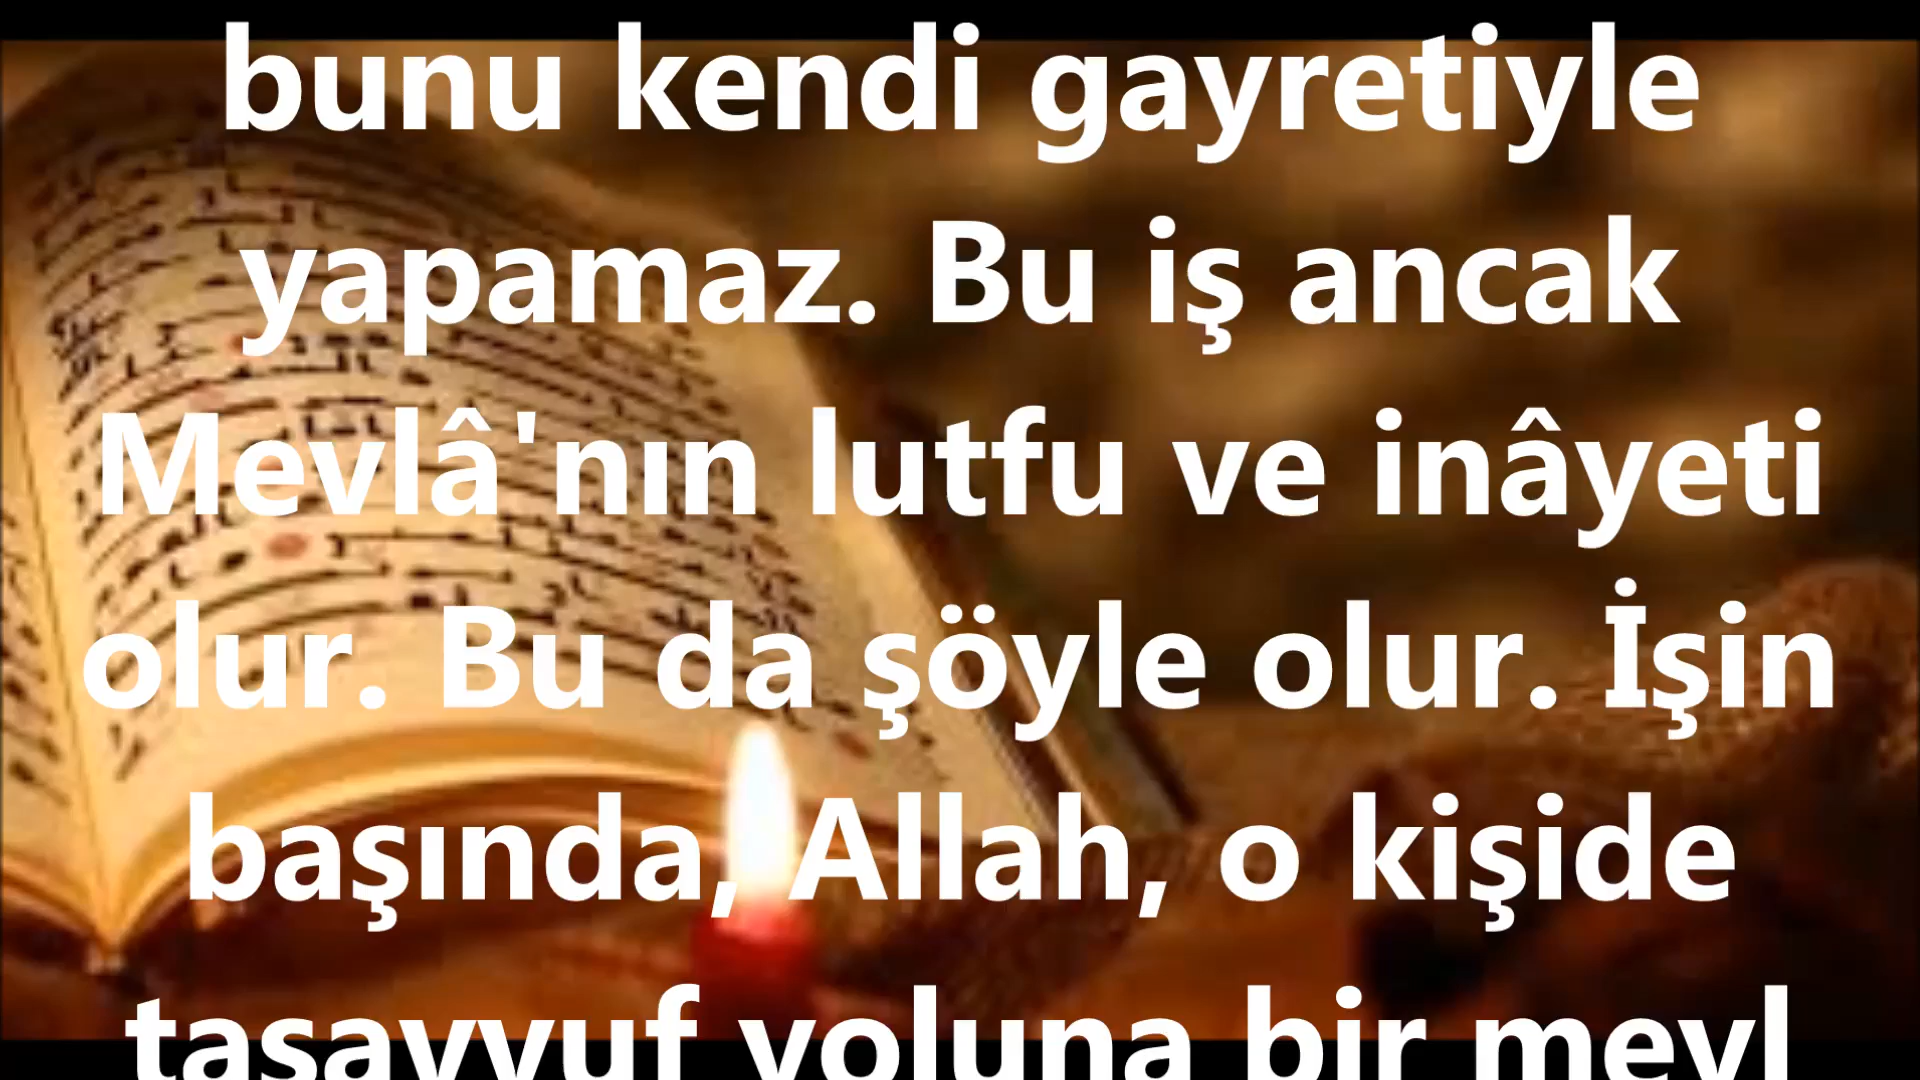 bunu kendi gayretiyle
yapamaz. Bu iş ancak
Mevlâ'nın lutfu ve inâyeti
olur. Bu da şöyle olur. İşin
başında, Allah, o kişide
tasavvuf yoluna bir meyl